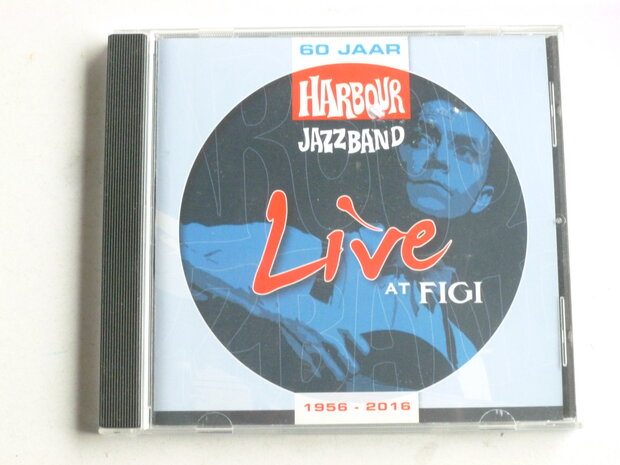 60 JAAR
HARBOUR
JAZZBAND
Live
AT FIGI
1956 - 2016